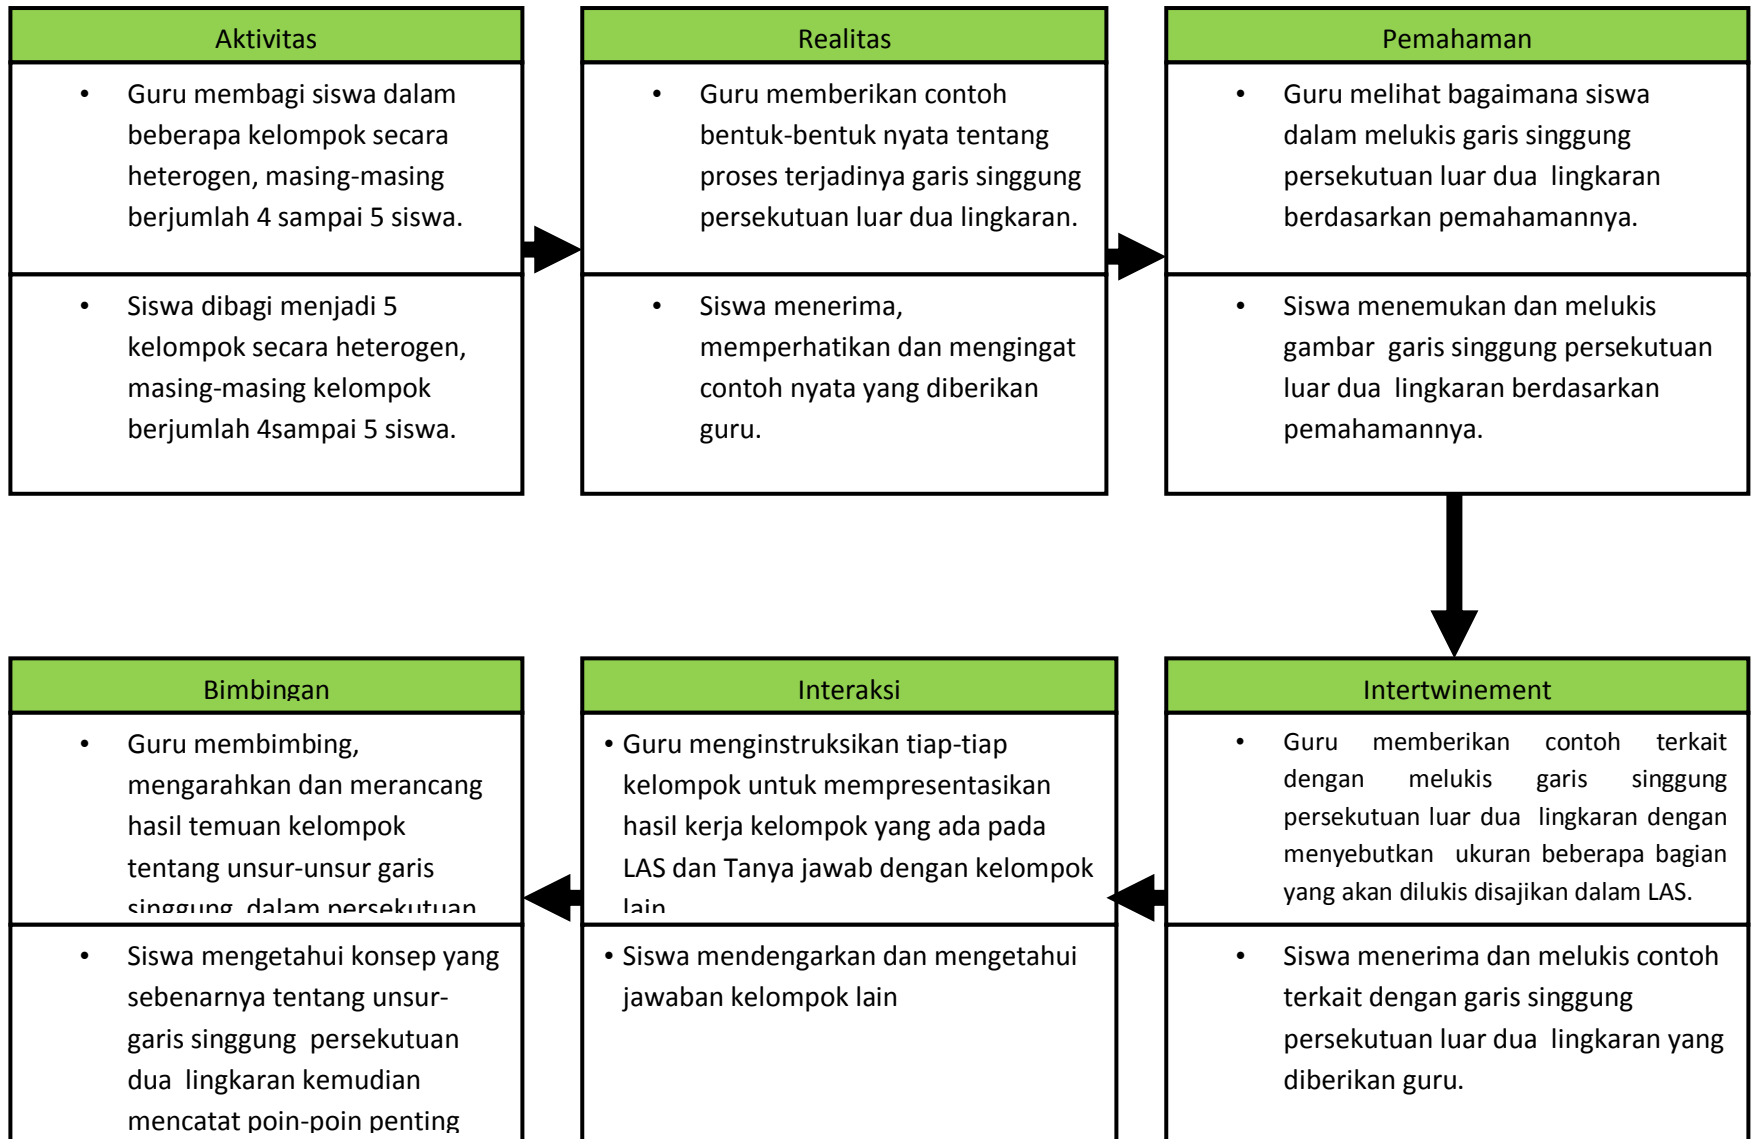 Aktivitas
• Guru membagi siswa dalam
beberapa kelompok secara
heterogen, masing-masing
berjumlah 4 sampai 5 siswa.
• Siswa dibagi menjadi 5
kelompok secara heterogen,
masing-masing kelompok
berjumlah 4sampai 5 siswa.
Realitas
• Guru memberikan contoh
bentuk-bentuk nyata tentang
proses terjadinya garis singgung
persekutuan luar dua lingkaran.
• Siswa menerima,
memperhatikan dan mengingat
contoh nyata yang diberikan
guru.
Pemahaman
• Guru melihat bagaimana siswa
dalam melukis garis singgung
persekutuan luar dua lingkaran
berdasarkan pemahamannya.
• Siswa menemukan dan melukis
gambar garis singgung persekutuan
luar dua lingkaran berdasarkan
pemahamannya.
Intertwinement
• Guru memberikan contoh terkait
dengan melukis garis singgung
persekutuan luar dua lingkaran dengan
menyebutkan ukuran beberapa bagian
yang akan dilukis disajikan dalam LAS.
• Siswa menerima dan melukis contoh
terkait dengan garis singgung
persekutuan luar dua lingkaran yang
diberikan guru.
Interaksi
• Guru menginstruksikan tiap-tiap
kelompok untuk mempresentasikan
hasil kerja kelompok yang ada pada
LAS dan Tanya jawab dengan kelompok
lain
• Siswa mendengarkan dan mengetahui
jawaban kelompok lain
Bimbingan
• Guru membimbing,
mengarahkan dan merancang
hasil temuan kelompok
tentang unsur-unsur garis
singgung dalam persekutuan
• Siswa mengetahui konsep yang
sebenarnya tentang unsur-
garis singgung persekutuan
dua lingkaran kemudian
mencatat poin-poin penting